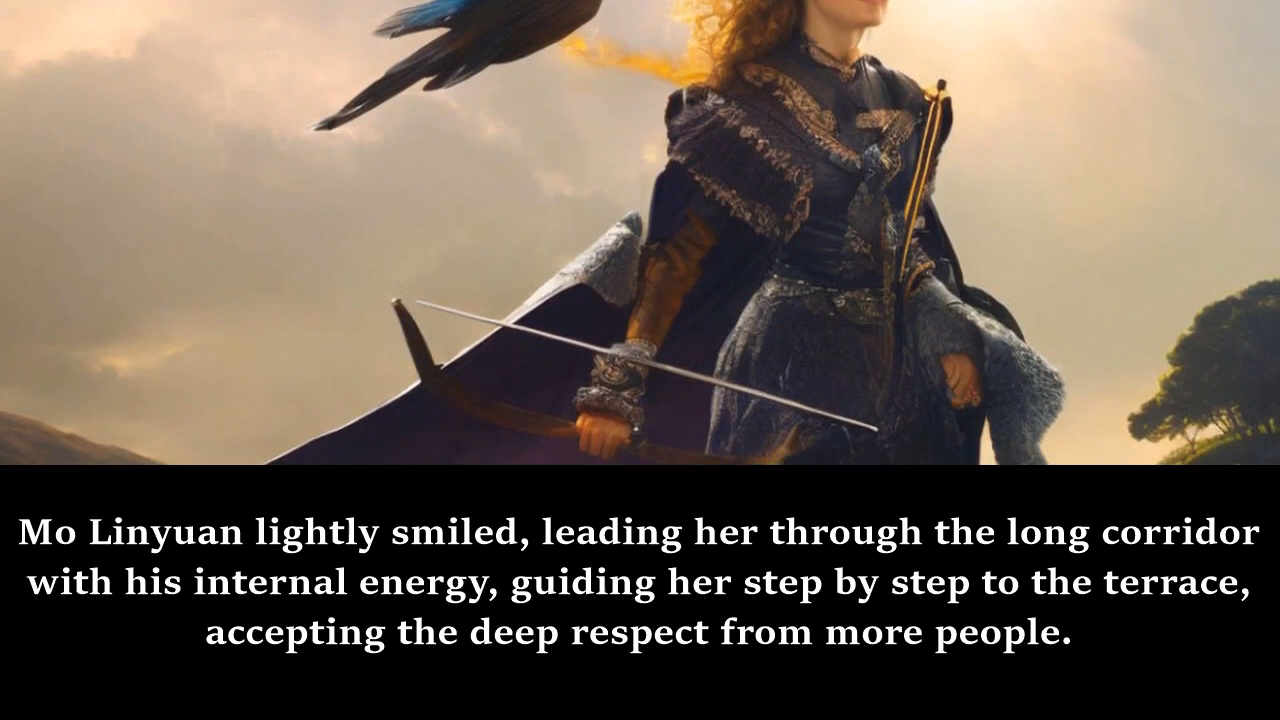 Mo Linyuan lightly smiled, leading her through the long corridor
with his internal energy, guiding her step by step to the terrace,
accepting the deep respect from more people.